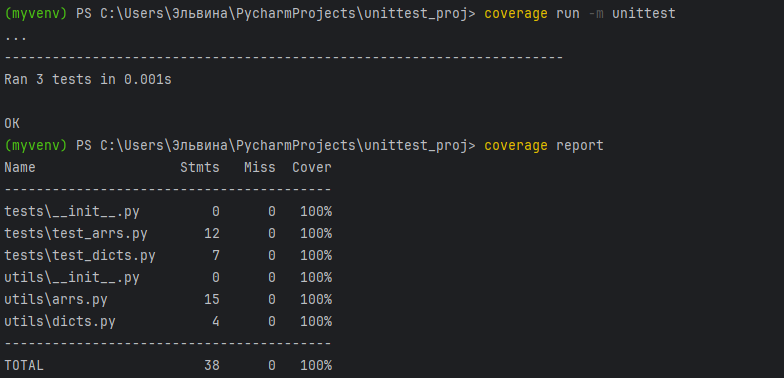 (myvenv) PS C:\Users\Эльвина\PycharmProjects\unittest_proj> coverage run -m unittest
...
----------------------------------------------------------------------
Ran 3 tests in 0.001s

OK
(myvenv) PS C:\Users\Эльвина\PycharmProjects\unittest_proj> coverage report
Name                  Stmts   Miss  Cover
-----------------------------------------
tests\__init__.py         0      0   100%
tests\test_arrs.py       12      0   100%
tests\test_dicts.py       7      0   100%
utils\__init__.py         0      0   100%
utils\arrs.py            15      0   100%
utils\dicts.py            4      0   100%
-----------------------------------------
TOTAL                    38      0   100%